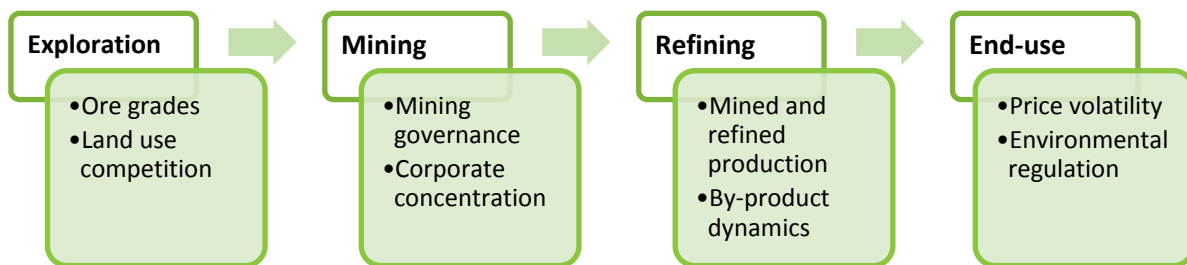 Exploration
•Ore grades
•Land use
competition
Mining
•Mining
governance
•Corporate
concentration
Refining
•Mined and
refined
production
•By-product
dynamics
End-use
•Price volatility
•Environmental
regulation